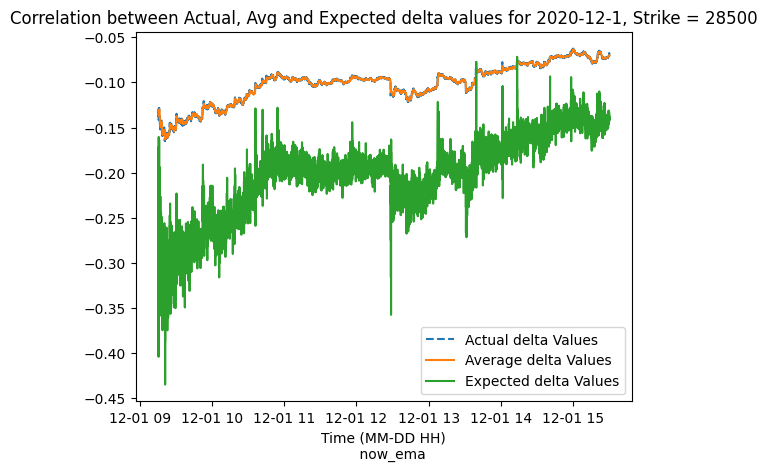 Correlation between Actual, Avg and Expected delta values for 2020-12-1, Strike = 28500
−0.05
−0.10
−0.15
−0.20
−0.25
−0.30
−0.35
−0.40
−0.45
Actual delta Values
Average delta Values
Expected delta Values
12-01 09 12-01 10 12-01 11 12-01 12 12-01 13 12-01 14 12-01 15
Time (MM-DD HH)
now_ema